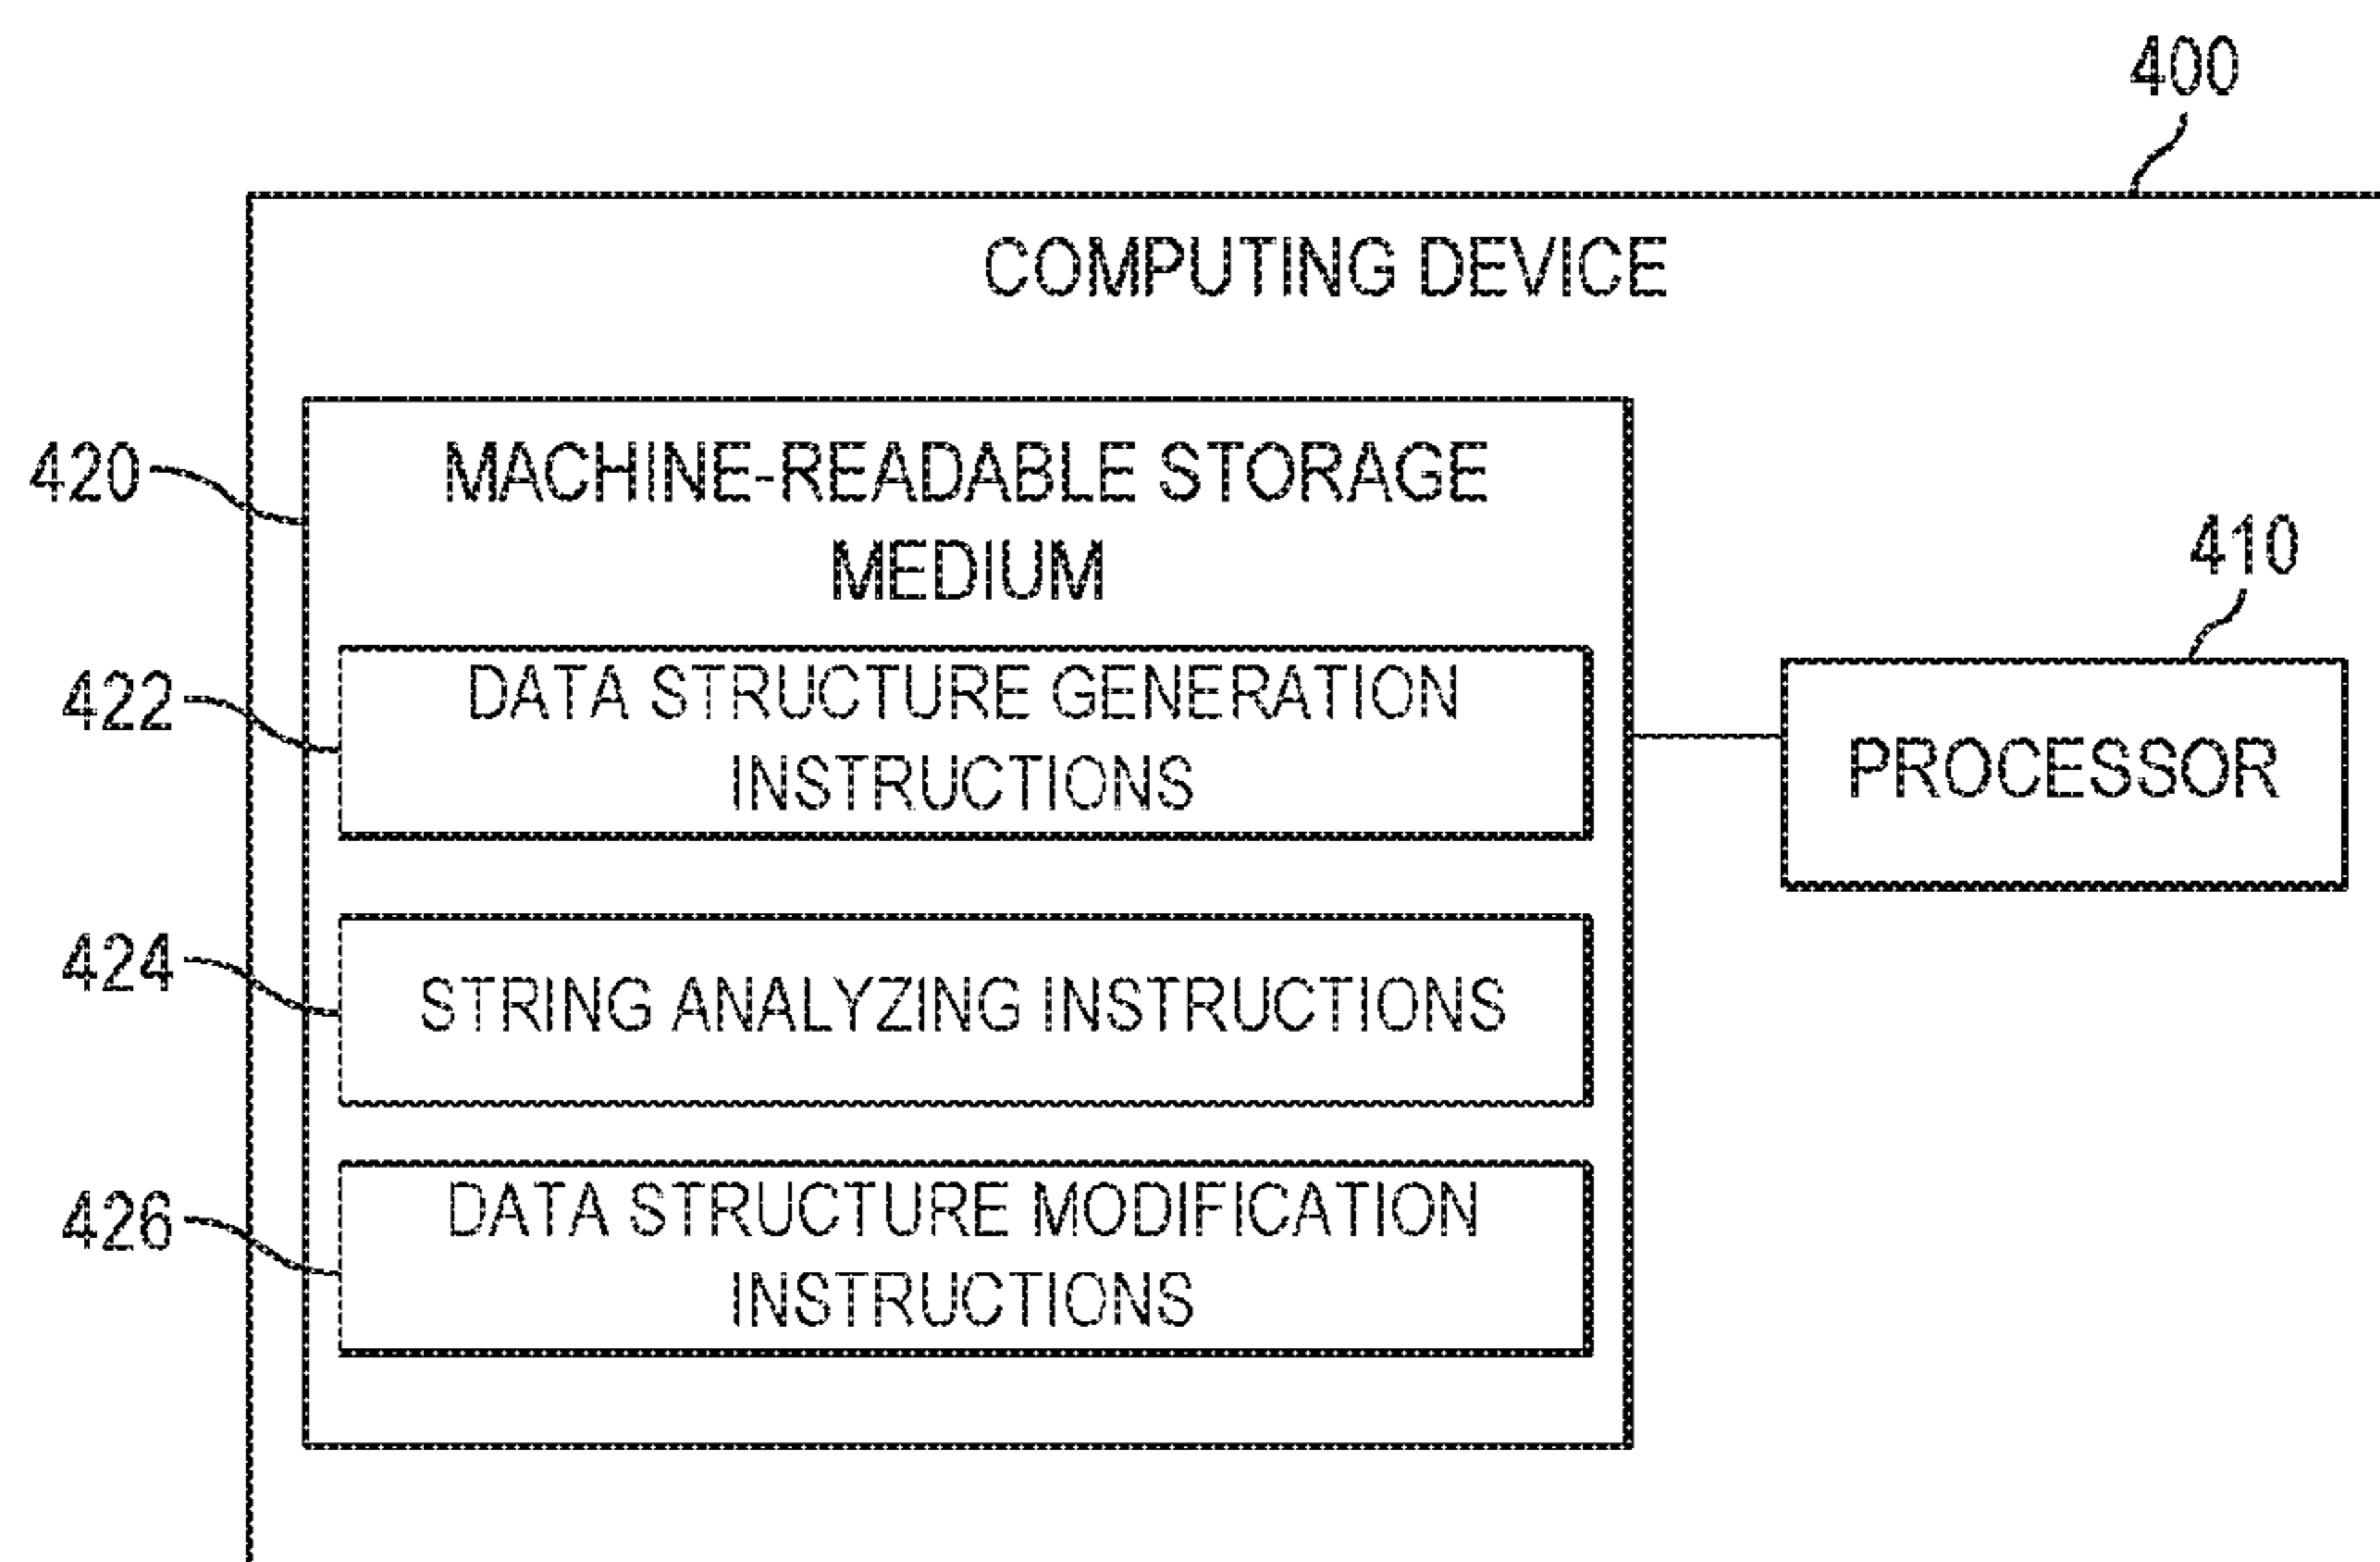 400
COMPUTING DEVICE
420
MACHINE-READABLE STORAGE
MEDIUM
410
422
DATA STRUCTURE GENERATION
INSTRUCTIONS
PROCESSOR
424
STRING ANALYZING INSTRUCTIONS
426
DATA STRUCTURE MODIFICATION
INSTRUCTIONS